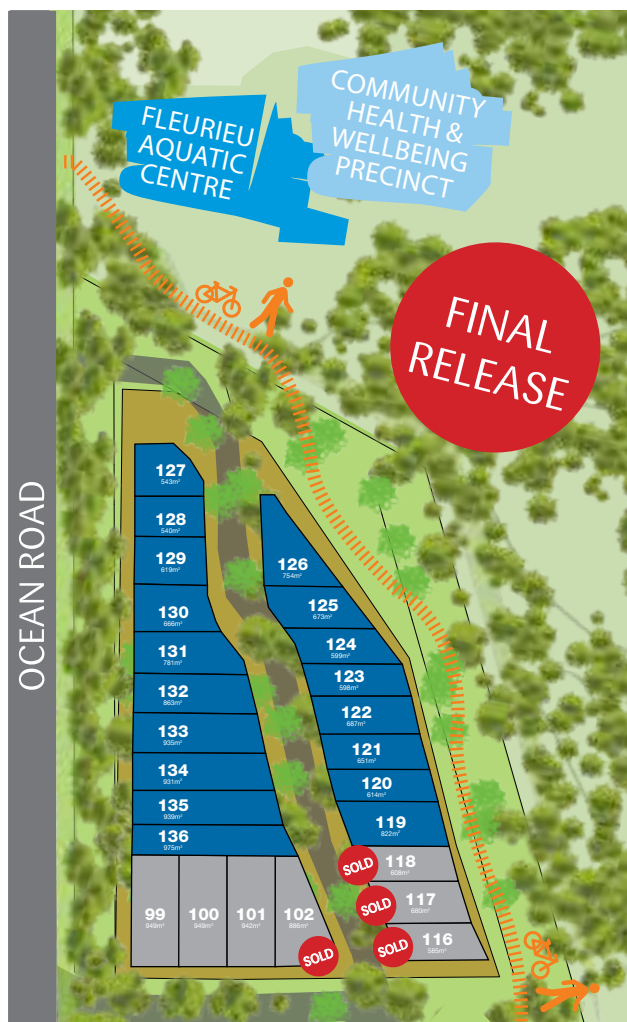 FLEURIEU
AQUATIC
CENTRE
COMMUNITY
HEALTH &
WELLBEING
PRECINCT
FINAL
RELEASE
OCEAN ROAD
127
543m²
128
540m²
129
619m²
130
666m²
131
781m²
132
863m²
133
935m²
134
931m²
135
939m²
136
975m²
126
754m²
125
673m²
124
599m²
123
598m²
122
687m²
121
651m²
120
614m²
119
822m²
SOLD
118
608m²
SOLD
117
680m²
SOLD
116
585m²
99
949m²
100
949m²
101
942m²
102
886m²
SOLD